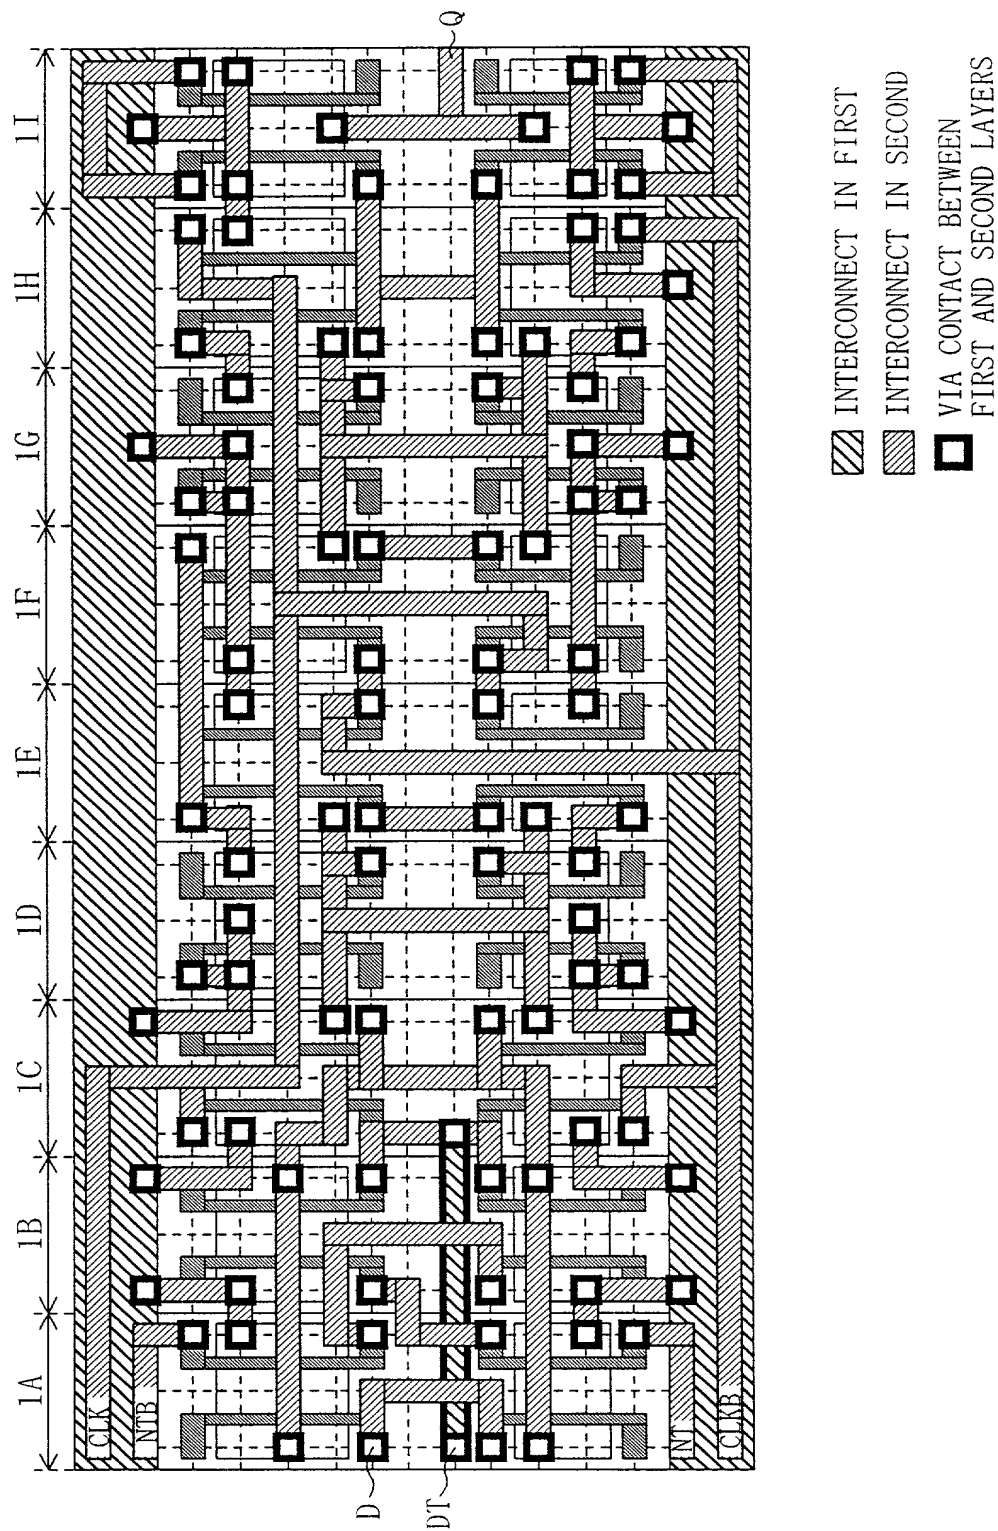 Q
1I
1H
1G
1F
1E
1D
1C
1B
1A
CLK
NTB
NT
CLKB
D
DT
INTERCONNECT IN FIRST
INTERCONNECT IN SECOND
VIA CONTACT BETWEEN
FIRST AND SECOND LAYERS